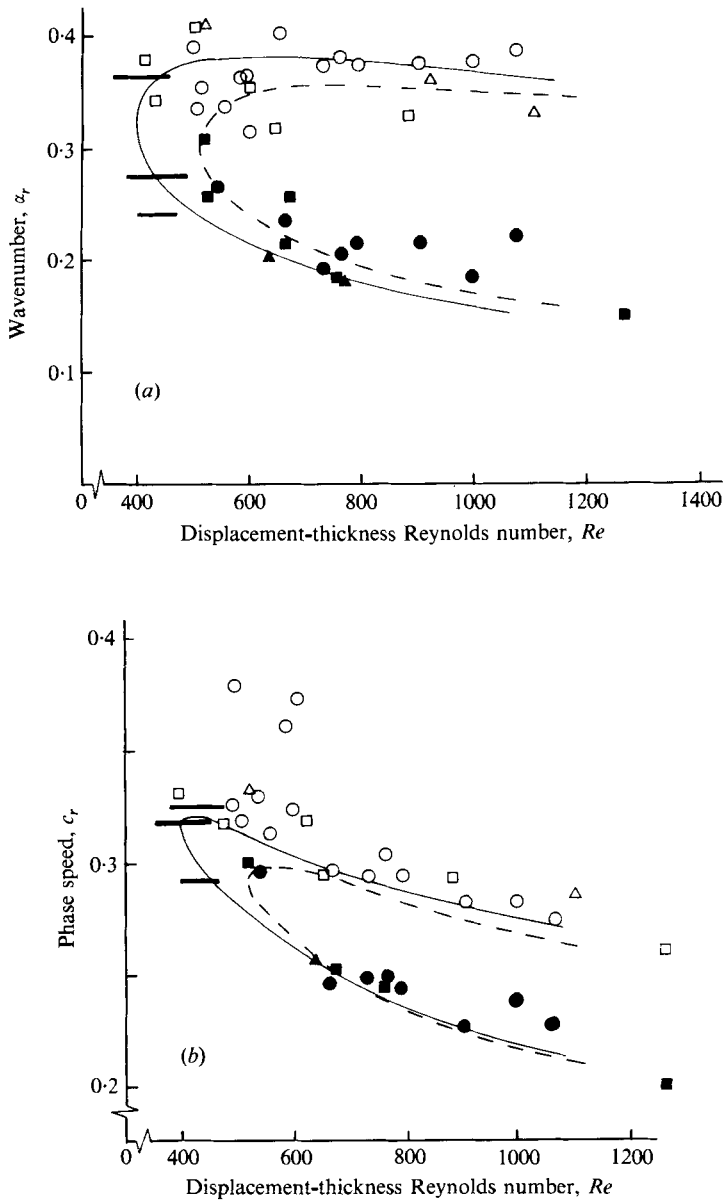 0·4
0·3
0·2
0·1
Wavenumber, αr
(a)
0 400 600 800 1000 1200 1400
Displacement-thickness Reynolds number, Re
0·4
0·3
0·2
Phase speed, cr
(b)
0 400 600 800 1000 1200
Displacement-thickness Reynolds number, Re